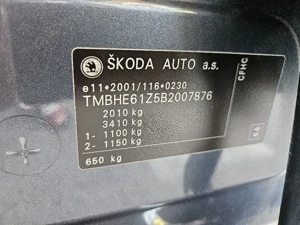 ŠKODA AUTO a.s.
e11*2001/116*0230
TMBHE61Z5B2007876
2010 kg
3410 kg
1- 1100 kg
2- 1150 kg
650 kg
CFHC